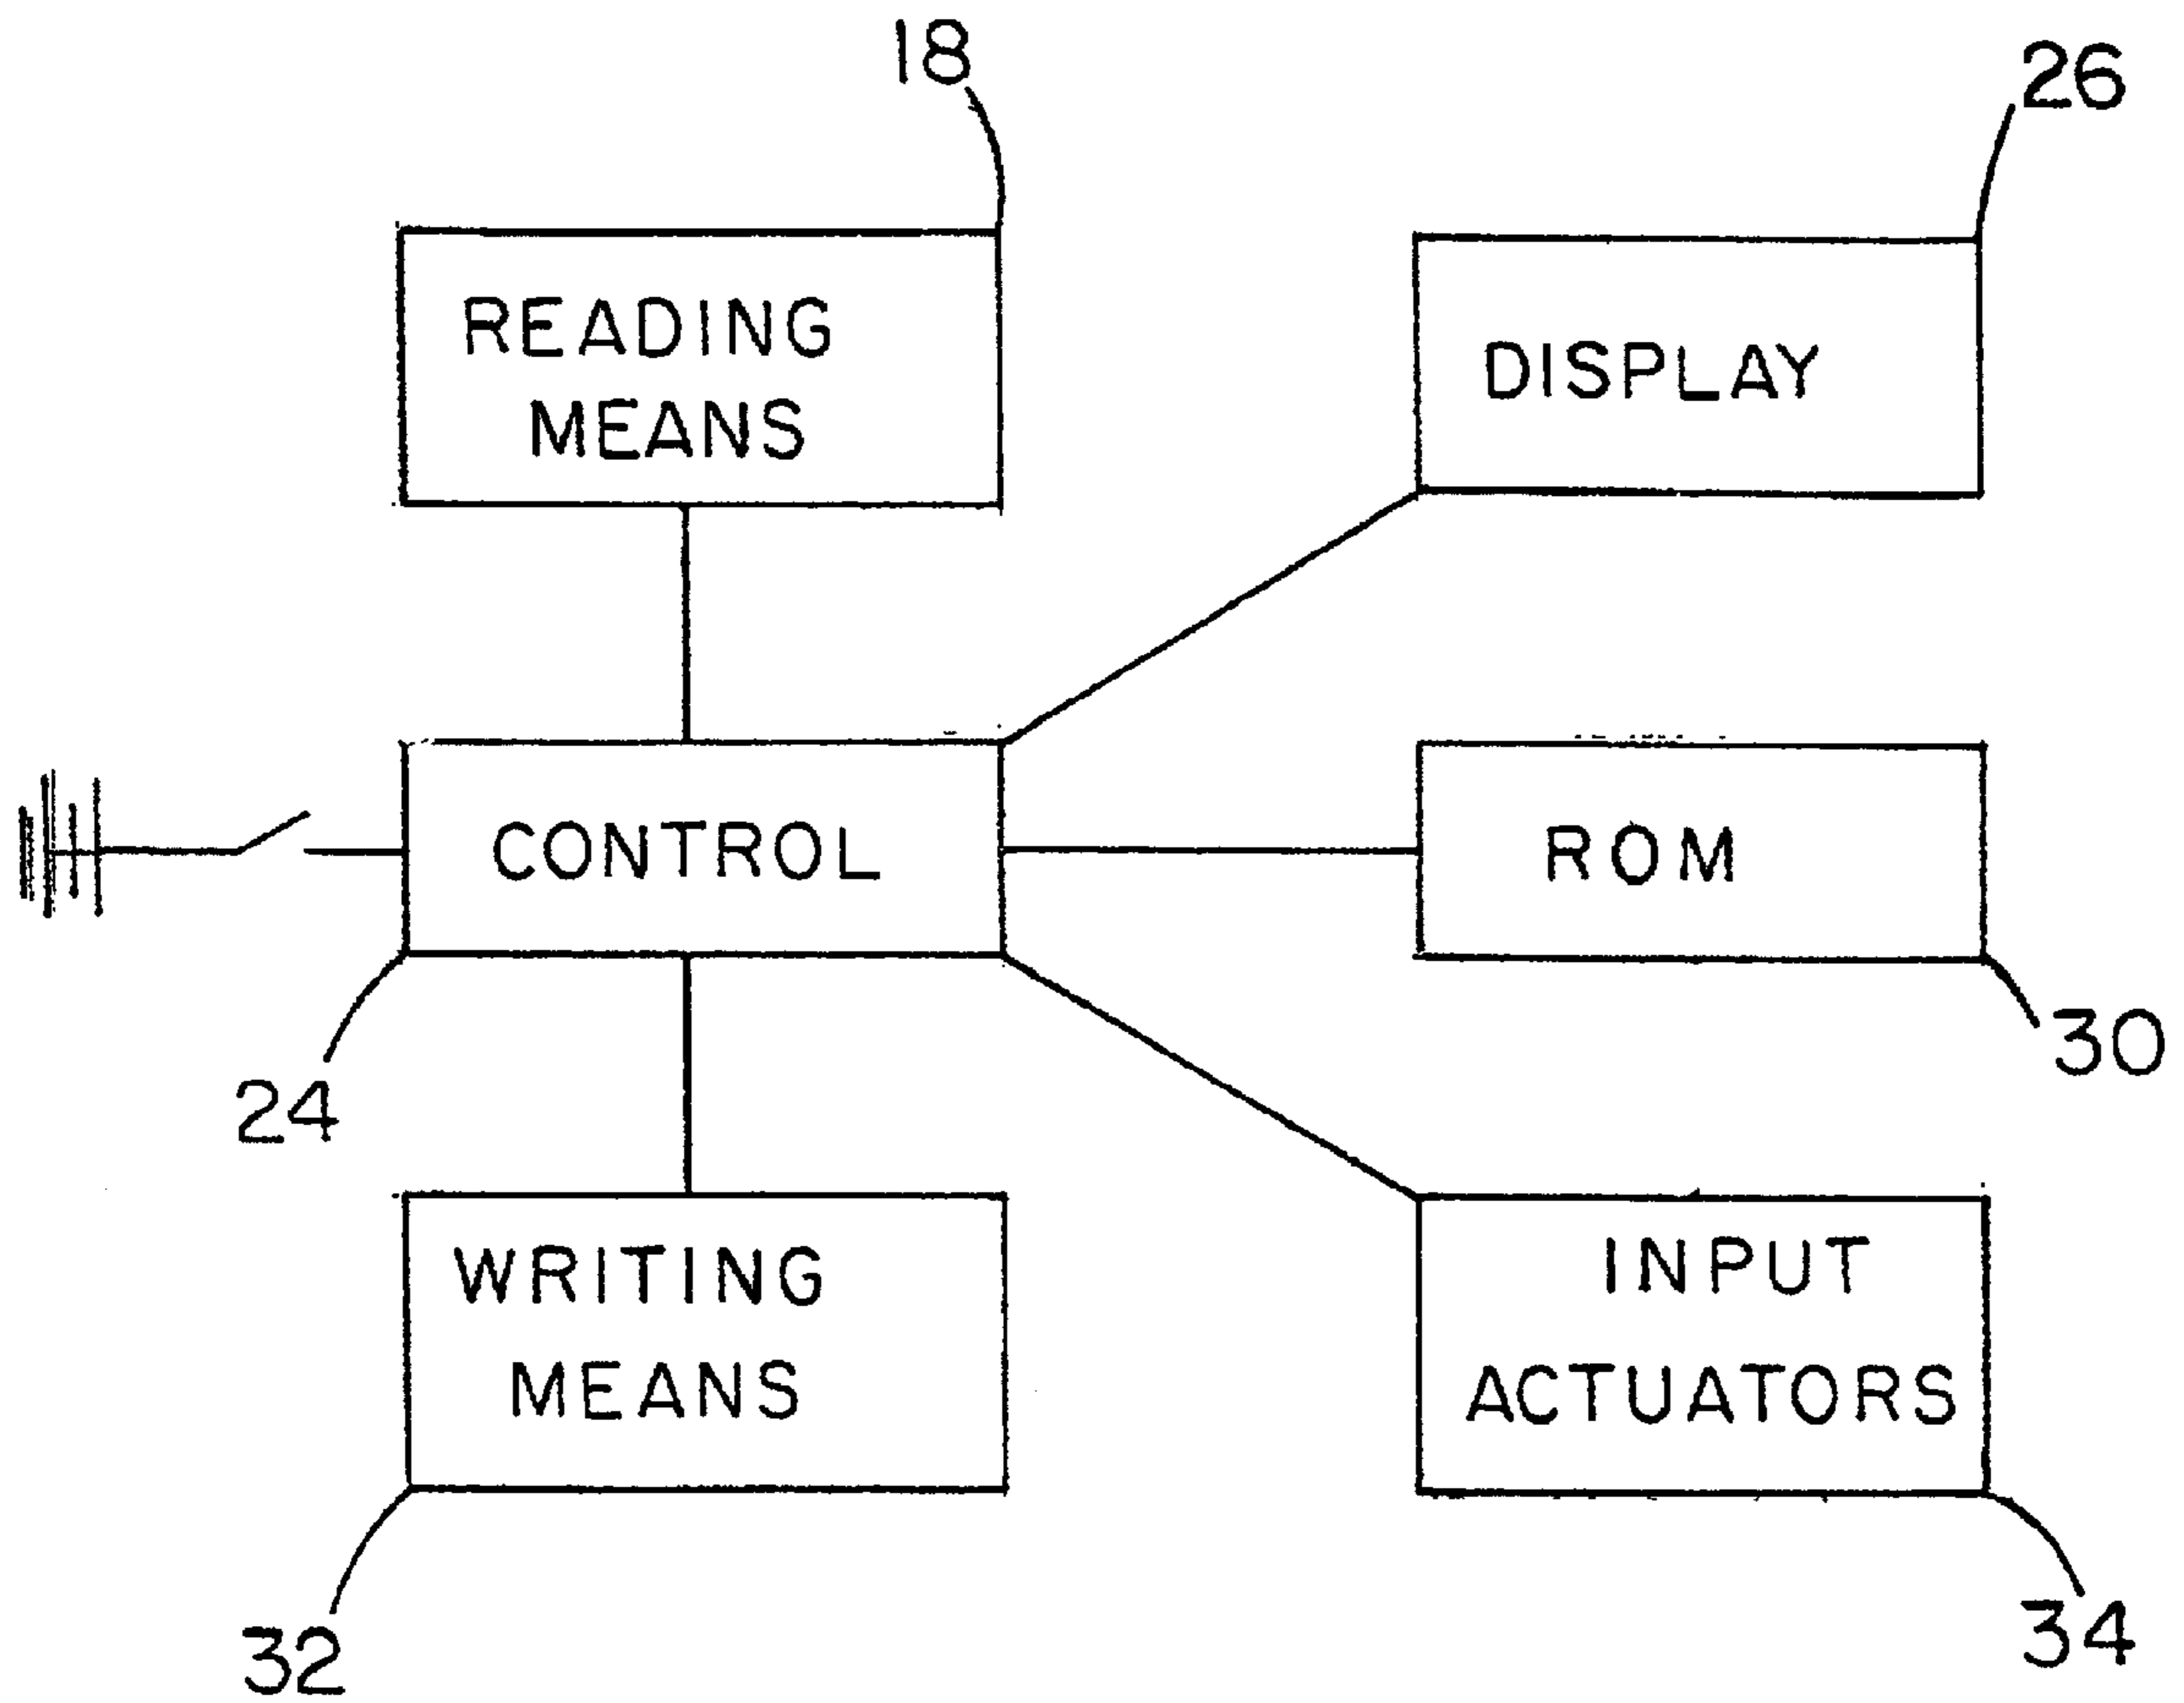 18
26
READING
MEANS
DISPLAY
CONTROL
ROM
24
30
WRITING
MEANS
INPUT
ACTUATORS
32
34